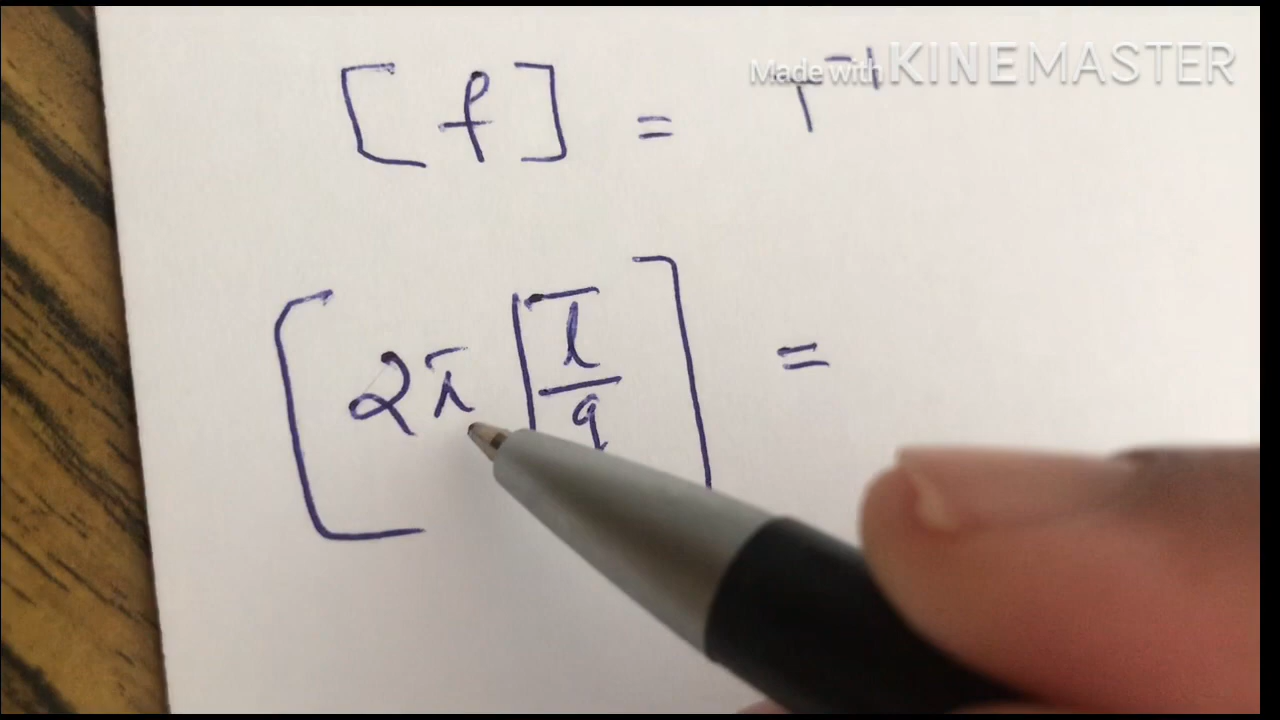 Made with KINEMASTER
[f] = T⁻¹
[2π √(l/g)] =